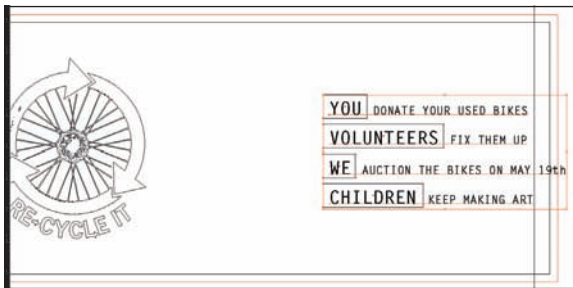 YOU DONATE YOUR USED BIKES
VOLUNTEERS FIX THEM UP
WE AUCTION THE BIKES ON MAY 19th
CHILDREN KEEP MAKING ART
RE-CYCLE IT